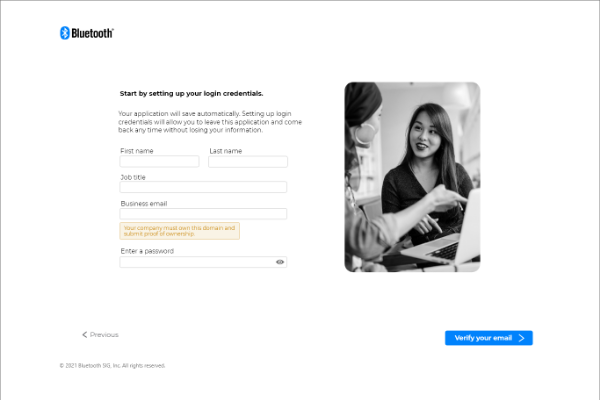 Bluetooth®
Start by setting up your login credentials.
Your application will save automatically. Setting up login
credentials will allow you to leave this application and come
back any time without losing your information.
First name
Last name
Job title
Business email
Your company must own this domain and
submit proof of ownership.
Enter a password
Previous
Verify your email
© 2021 Bluetooth SIG, Inc. All rights reserved.